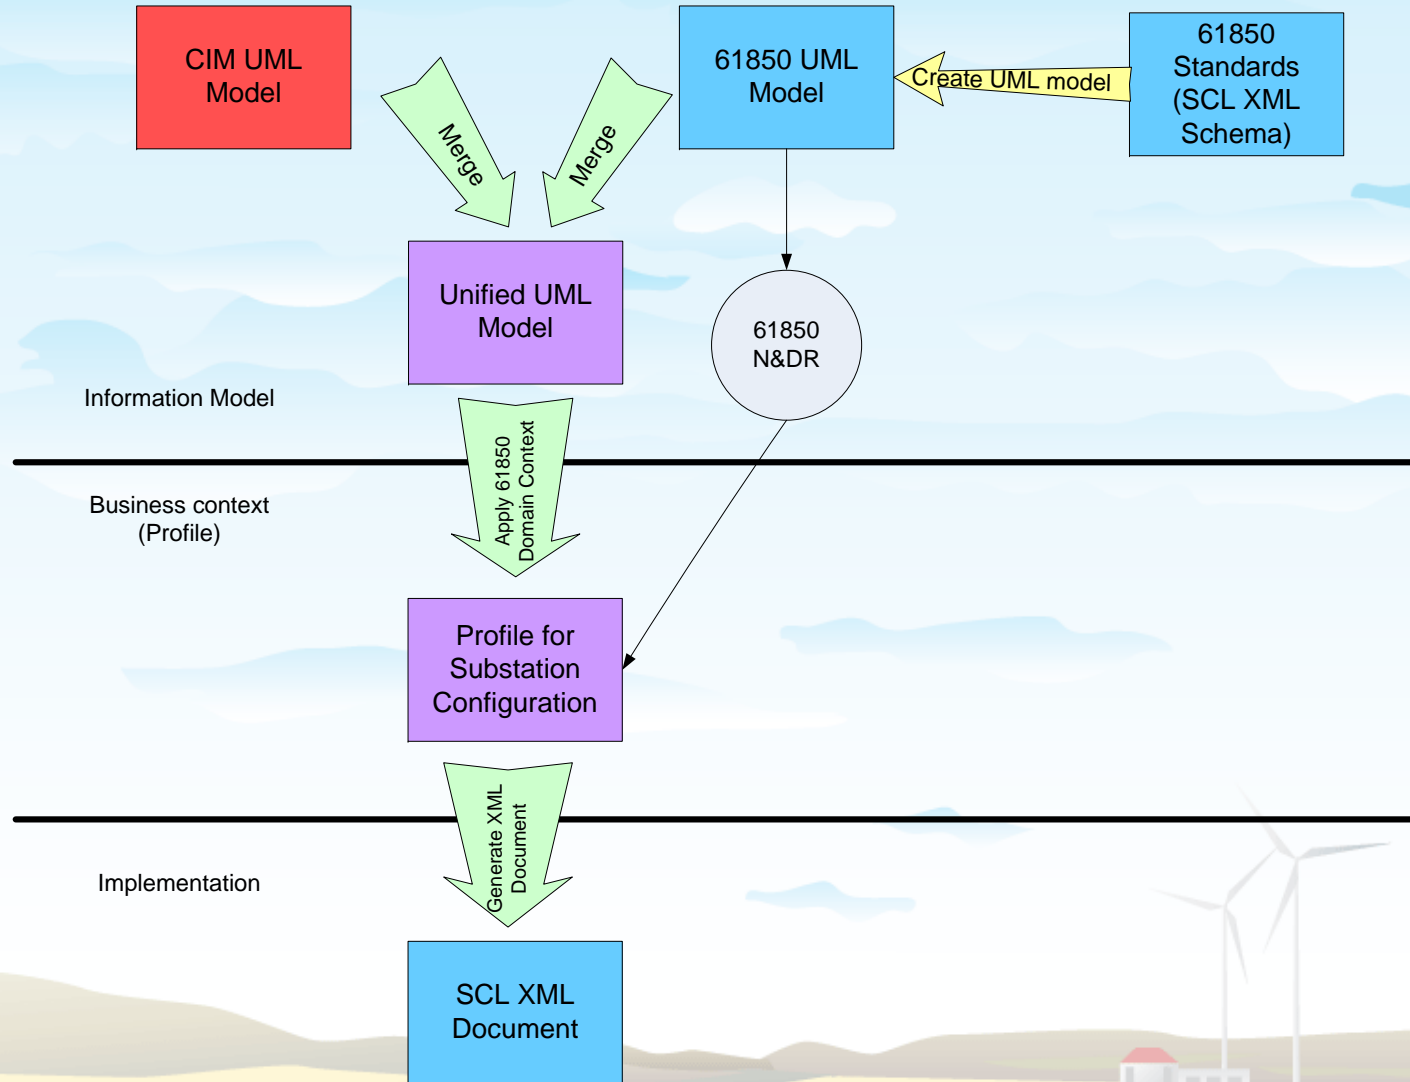 CIM UML
Model
61850 UML
Model
Create UML model
61850
Standards
(SCL XML
Schema)
Merge
Merge
Unified UML
Model
61850
N&DR
Information Model
Apply 61850
Domain Context
Business context
(Profile)
Profile for
Substation
Configuration
Generate XML
Document
Implementation
SCL XML
Document